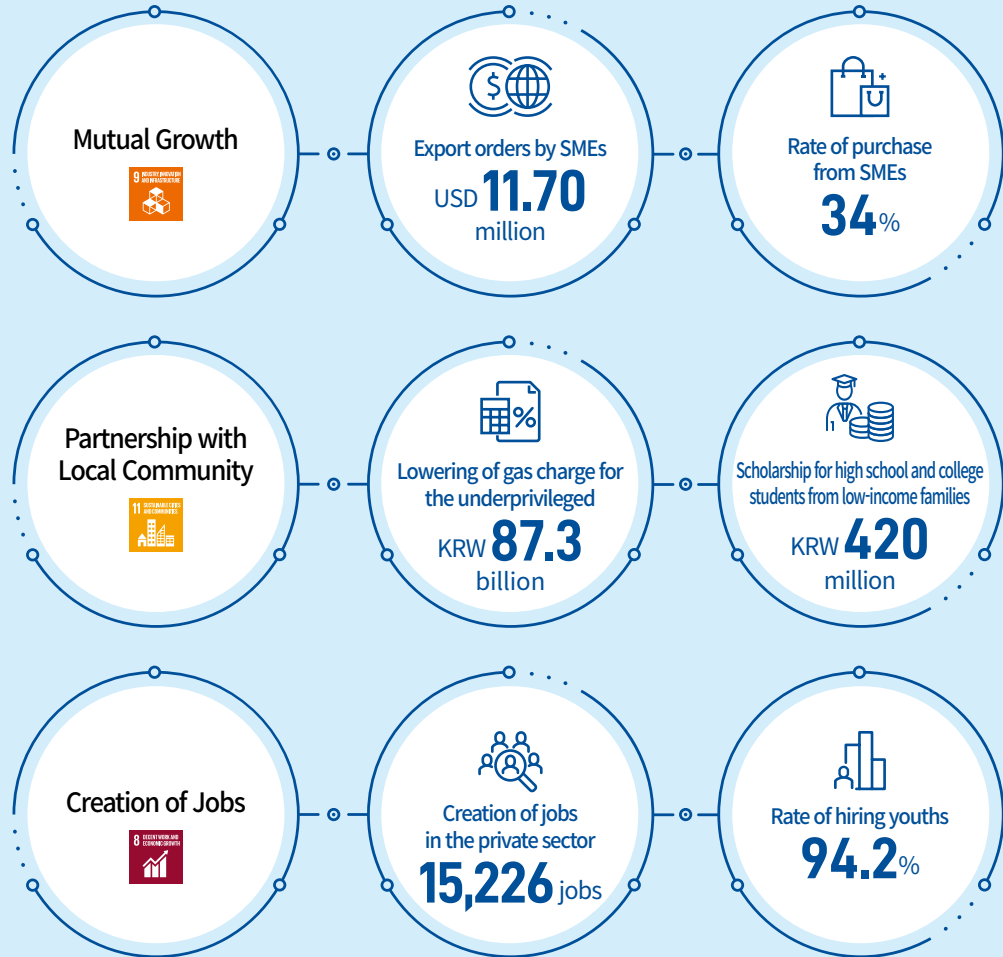 Mutual Growth
9 INDUSTRY, INNOVATION
AND INFRASTRUCTURE
$
Export orders by SMEs
USD 11.70
million
Rate of purchase
from SMEs
34%
Partnership with
Local Community
11 SUSTAINABLE CITIES
AND COMMUNITIES
%
Lowering of gas charge for
the underprivileged
KRW 87.3
billion
Scholarship for high school and college
students from low-income families
KRW 420
million
Creation of Jobs
8 DECENT WORK AND
ECONOMIC GROWTH
Creation of jobs
in the private sector
15,226 jobs
Rate of hiring youths
94.2%